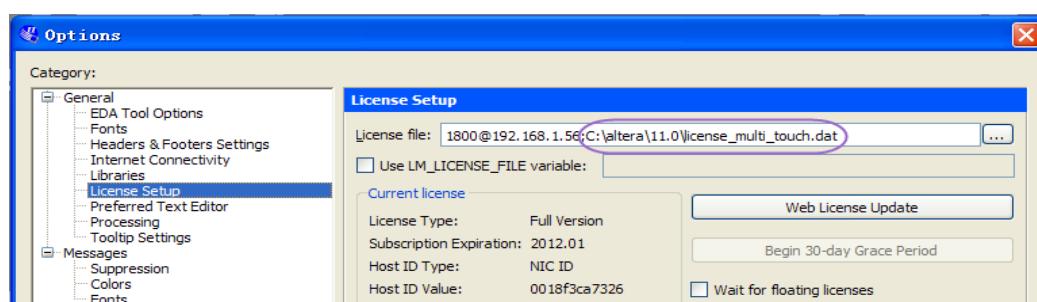 Options
Category:
General
EDA Tool Options
Fonts
Headers & Footers Settings
Internet Connectivity
Libraries
License Setup
Preferred Text Editor
Processing
Tooltip Settings
Messages
Suppression
Colors
Fonts
License Setup
License file: 1800@192.168.1.56;C:\altera\11.0\license_multi_touch.dat ...
Use LM_LICENSE_FILE variable:
Current license
License Type: Full Version
Subscription Expiration: 2012.01
Host ID Type: NIC ID
Host ID Value: 0018f3ca7326
Web License Update
Begin 30-day Grace Period
Wait for floating licenses